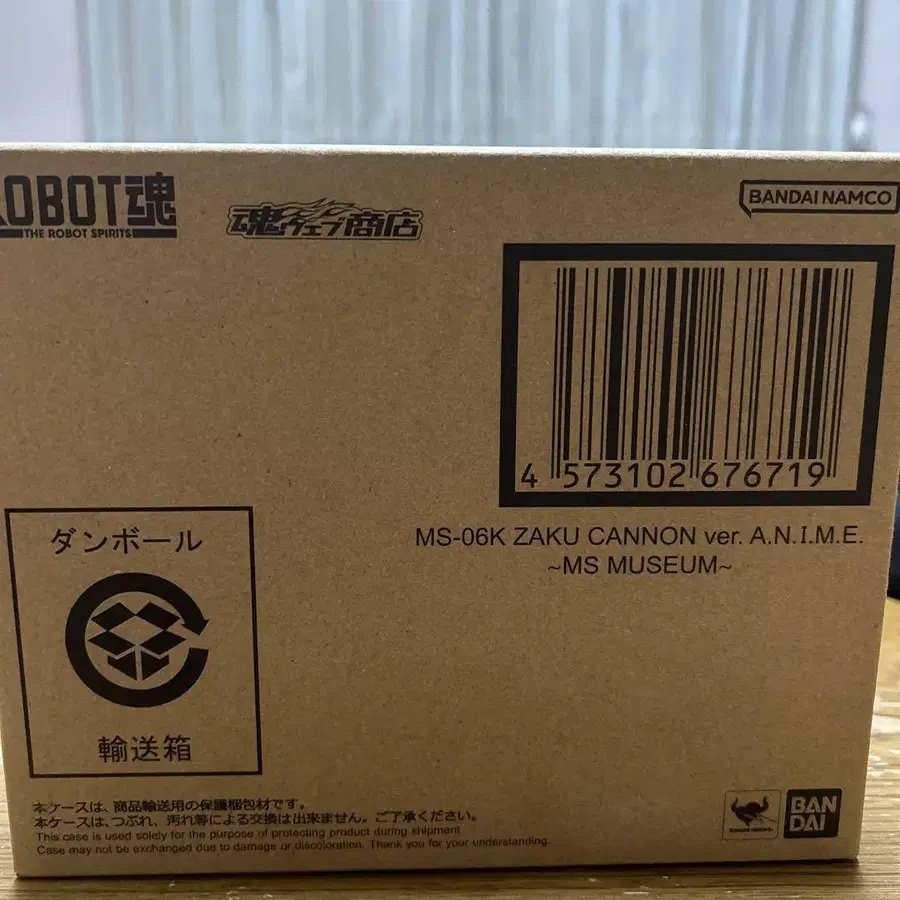 ROBOT魂
THE ROBOT SPIRITS
魂ウェブ商店
BANDAI NAMCO
4 573102 676719
MS-06K ZAKU CANNON ver. A.N.I.M.E.
~MS MUSEUM~
ダンボール
輸送箱
本ケースは、商品輸送用の保護梱包材です。
本ケースは、つぶれ、汚れ等による交換は出来ません。ご了承ください。
This case is used solely for the purpose of protecting product during shipment.
Case may not be exchanged due to damage or discoloration. Thank you for your understanding.
TAMASHII NATIONS
BAN
DAI